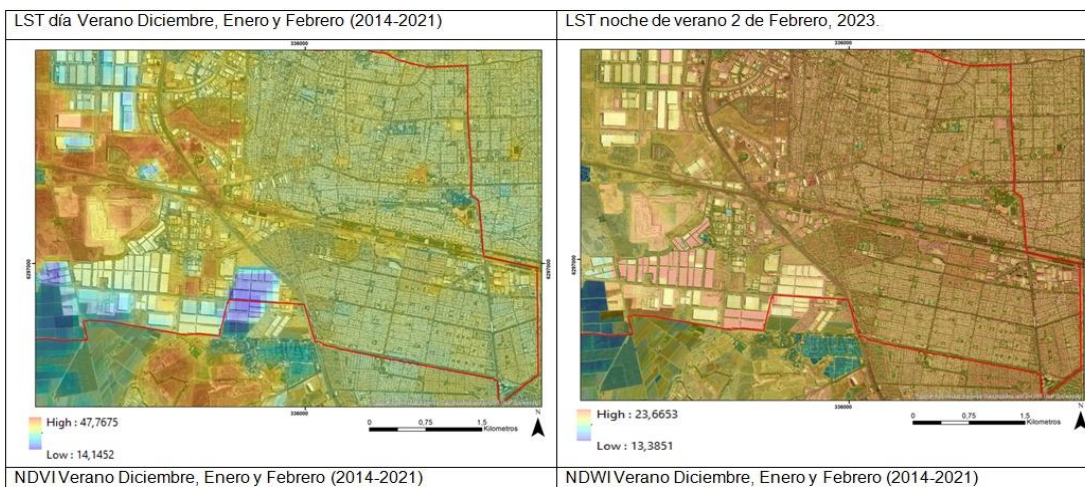 LST día Verano Diciembre, Enero y Febrero (2014-2021)
LST noche de verano 2 de Febrero, 2023.
336000
336000
6297000
6297000
336000
336000
High : 47,7675
Low : 14,1452
0 0,75 1,5
Kilometros
N
High : 23,6653
Low : 13,3851
0 0,75 1,5
Kilometros
N
NDVI Verano Diciembre, Enero y Febrero (2014-2021)
NDWI Verano Diciembre, Enero y Febrero (2014-2021)